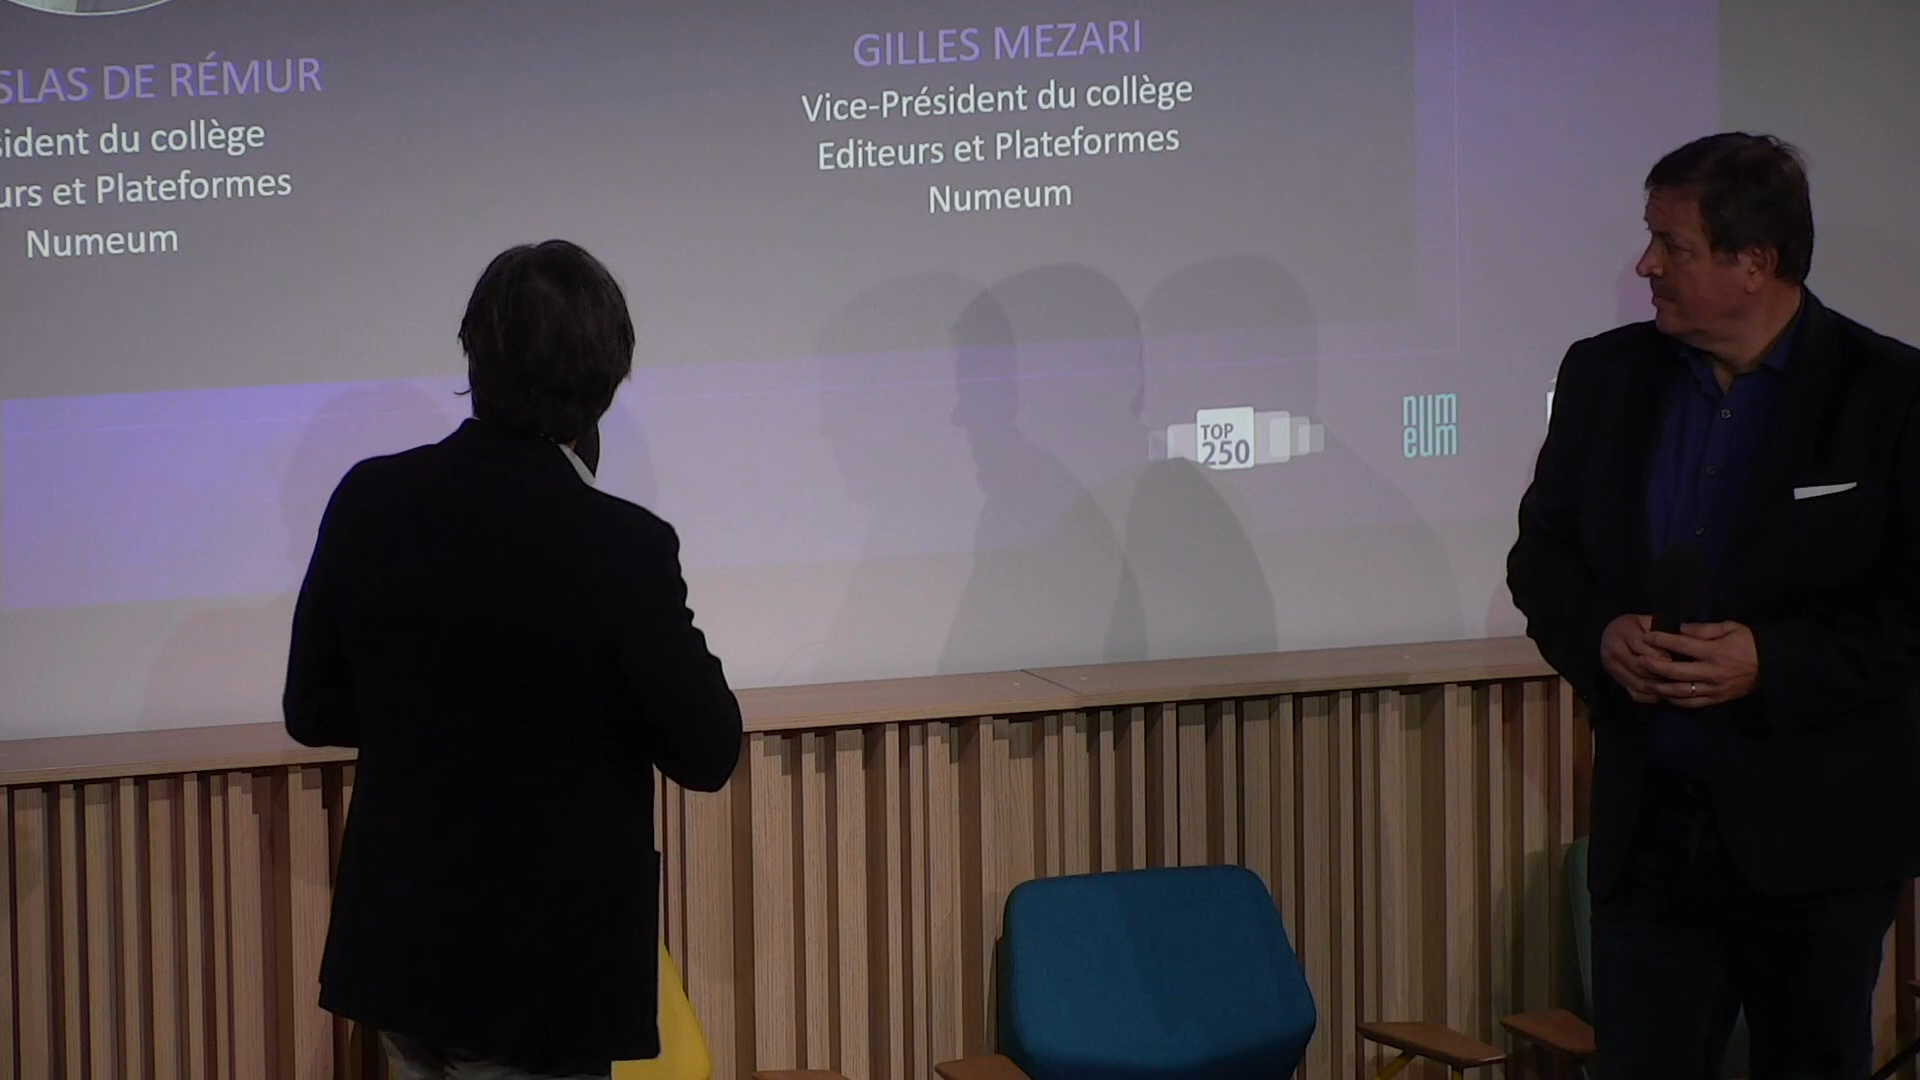 SLAS DE RÉMUR
sident du collège
urs et Plateformes
Numeum
GILLES MEZARI
Vice-Président du collège
Editeurs et Plateformes
Numeum
TOP
250
num
eum